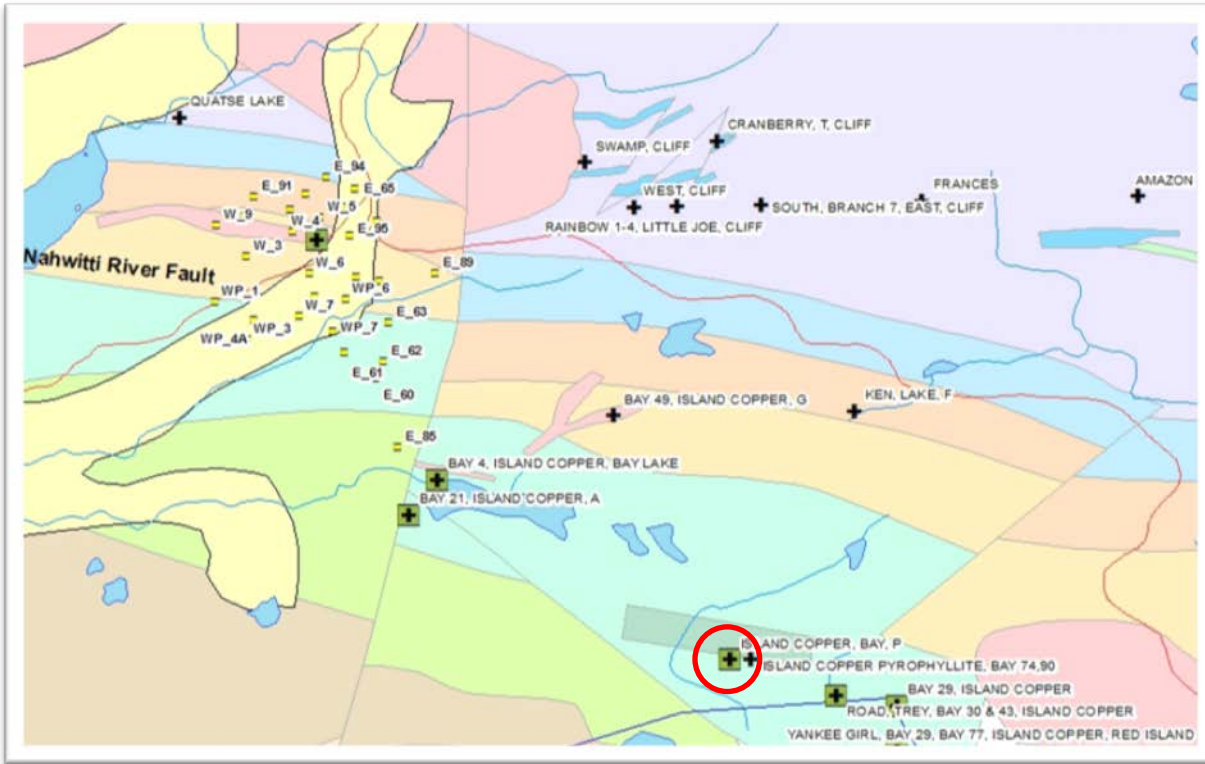 QUATSE LAKE
CRANBERRY, T, CLIFF
SWAMP, CLIFF
E_94
E_91
E_65
WEST, CLIFF
FRANCES
AMAZON
W_9
W_4
W_5
SOUTH, BRANCH 7, EAST, CLIFF
RAINBOW 1-4, LITTLE JOE, CLIFF
E_95
W_3
Nahwitti River Fault
W_6
E_89
WP_1
WP_6
W_7
E_63
WP_3
WP_7
WP_4A
E_62
E_61
E_60
BAY 49, ISLAND COPPER, G
KEN, LAKE, F
E_85
BAY 4, ISLAND COPPER, BAY LAKE
BAY 21, ISLAND COPPER, A
ISLAND COPPER, BAY, P
ISLAND COPPER PYROPHYLLITE, BAY 74,90
BAY 29, ISLAND COPPER
ROAD, TREY, BAY 30 & 43, ISLAND COPPER
YANKEE GIRL, BAY 29, BAY 77, ISLAND COPPER, RED ISLAND